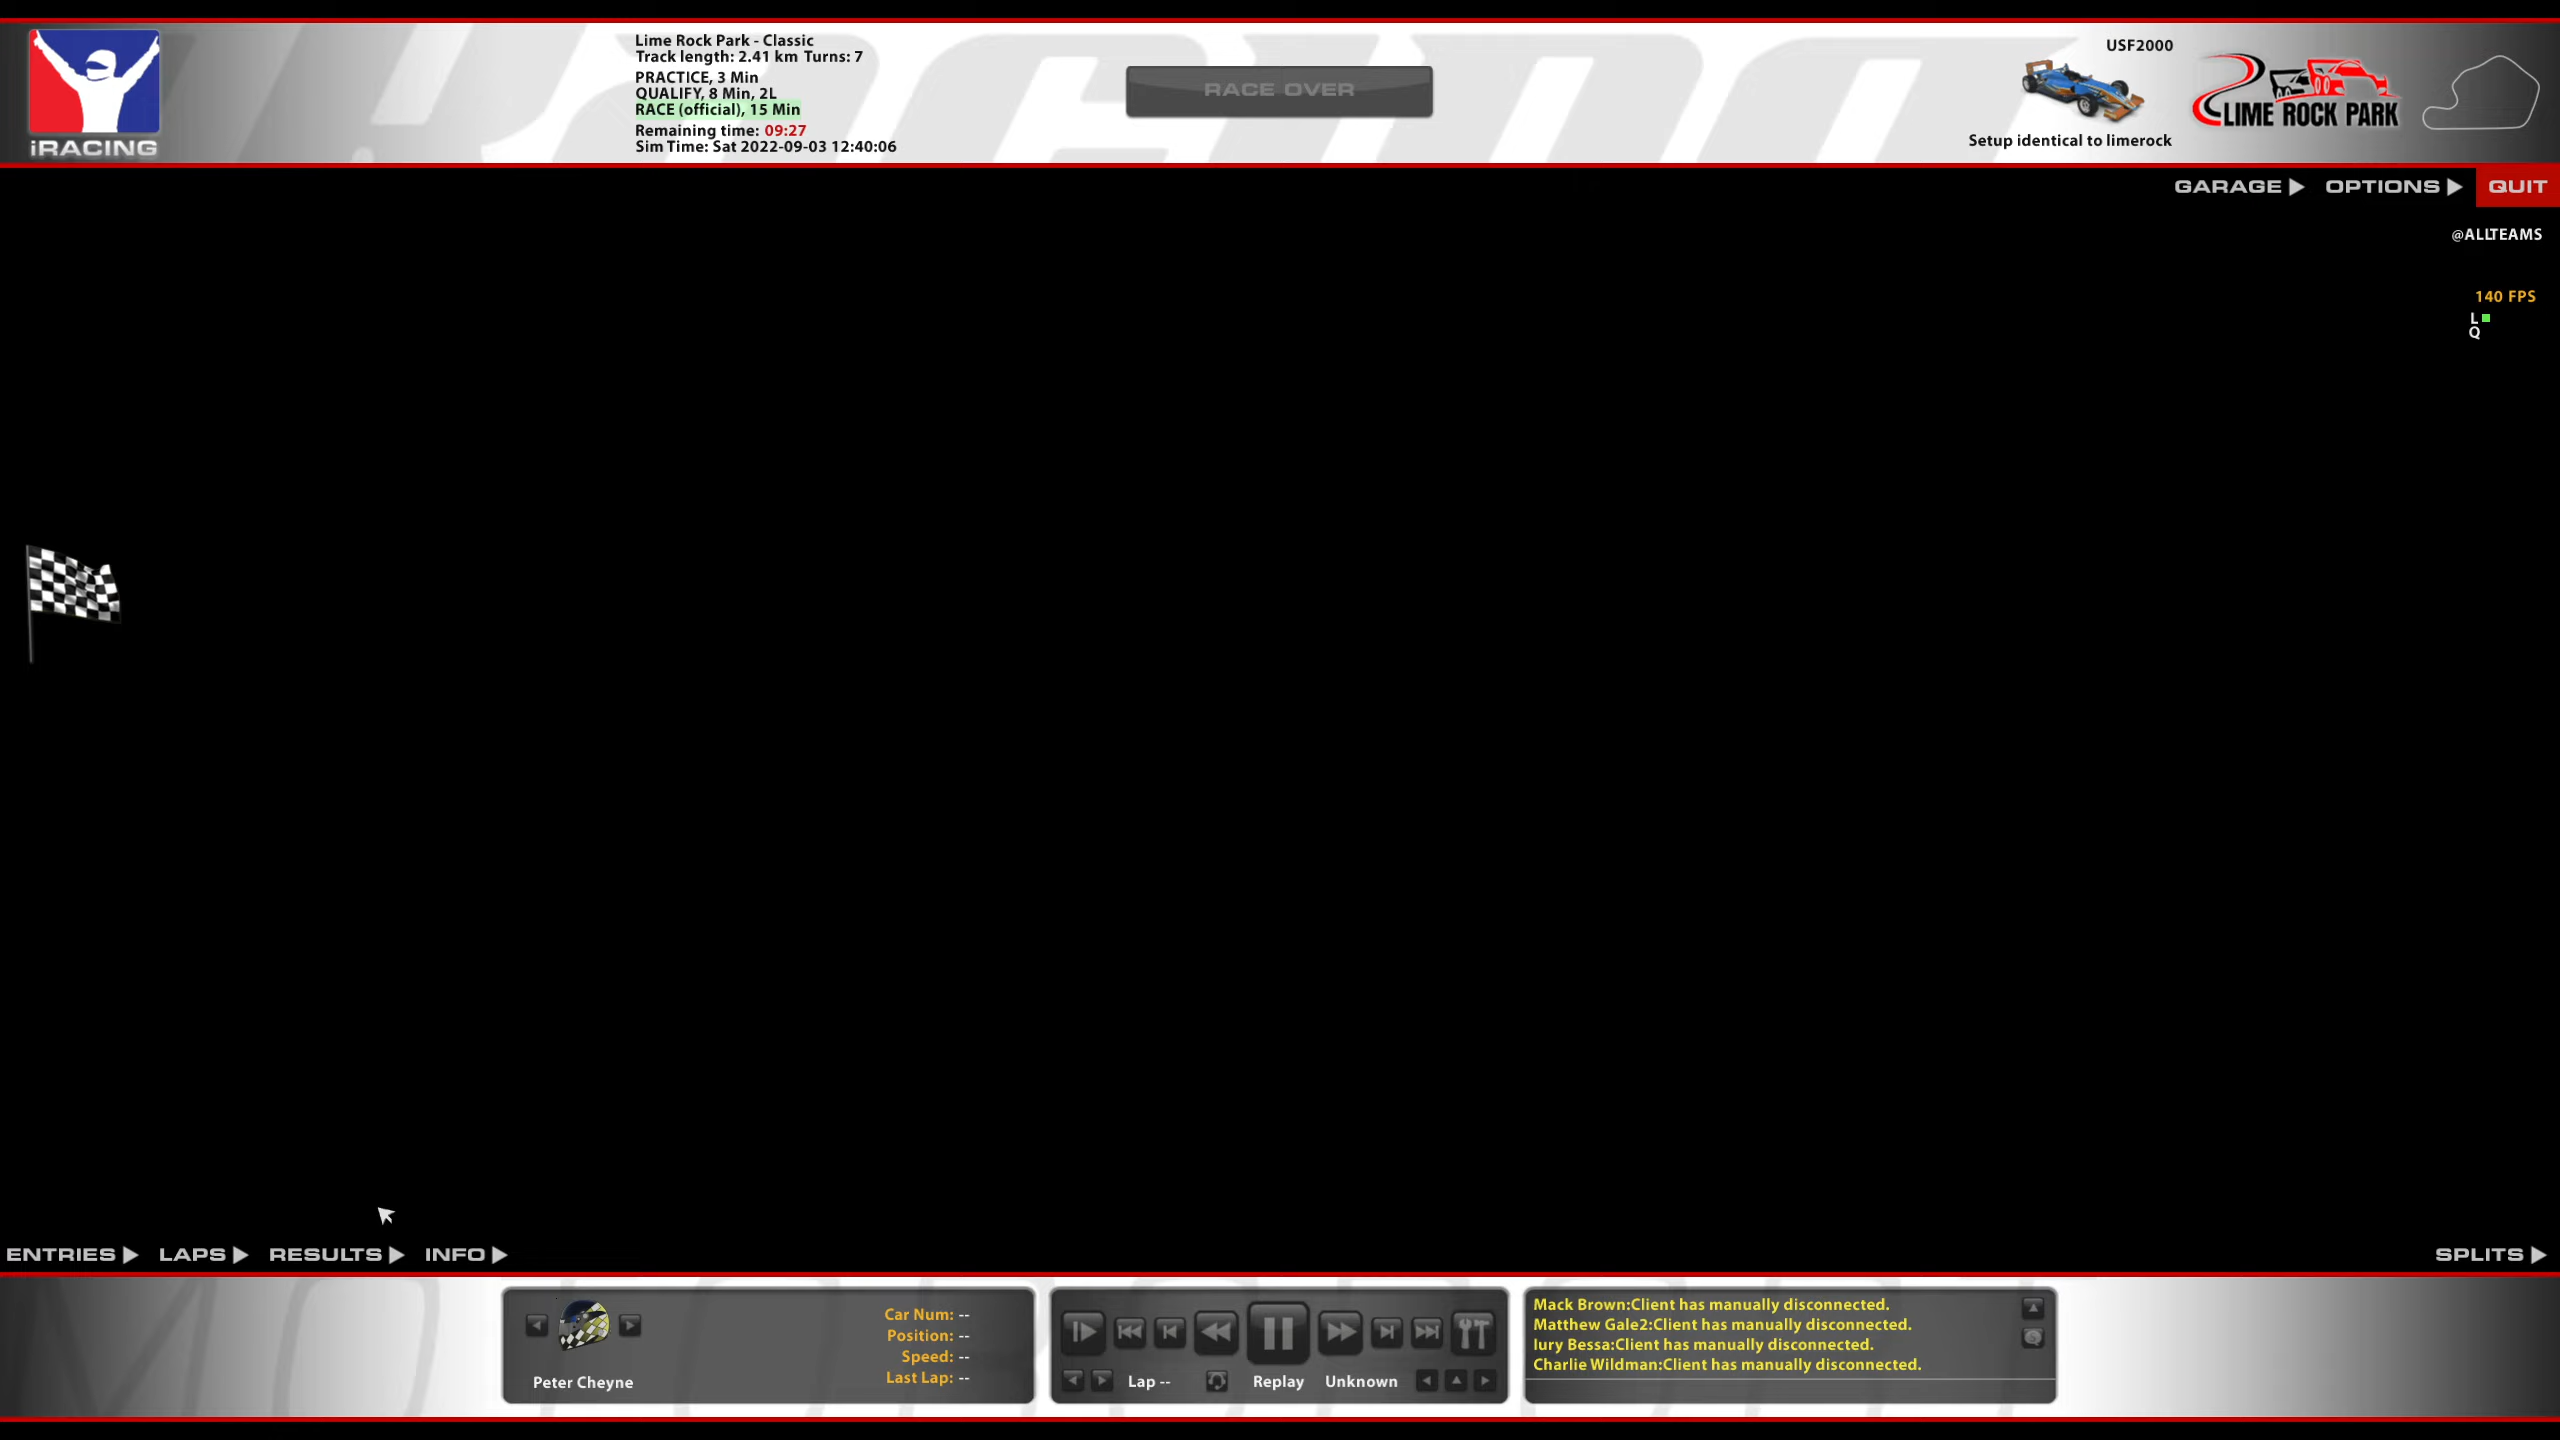 iRACING
Lime Rock Park - Classic
Track length: 2.41 km Turns: 7
PRACTICE, 3 Min
QUALIFY, 8 Min, 2L
RACE (official), 15 Min
Remaining time: 09:27
Sim Time: Sat 2022-09-03 12:40:06
RACE OVER
USF2000
Setup identical to limerock
LIME ROCK PARK
GARAGE
OPTIONS
QUIT
@ALLTEAMS
140 FPS
L
Q
ENTRIES
LAPS
RESULTS
INFO
SPLITS
Peter Cheyne
Car Num: --
Position: --
Speed: --
Last Lap: --
Lap --
Replay
Unknown
Mack Brown:Client has manually disconnected.
Matthew Gale2:Client has manually disconnected.
Iury Bessa:Client has manually disconnected.
Charlie Wildman:Client has manually disconnected.